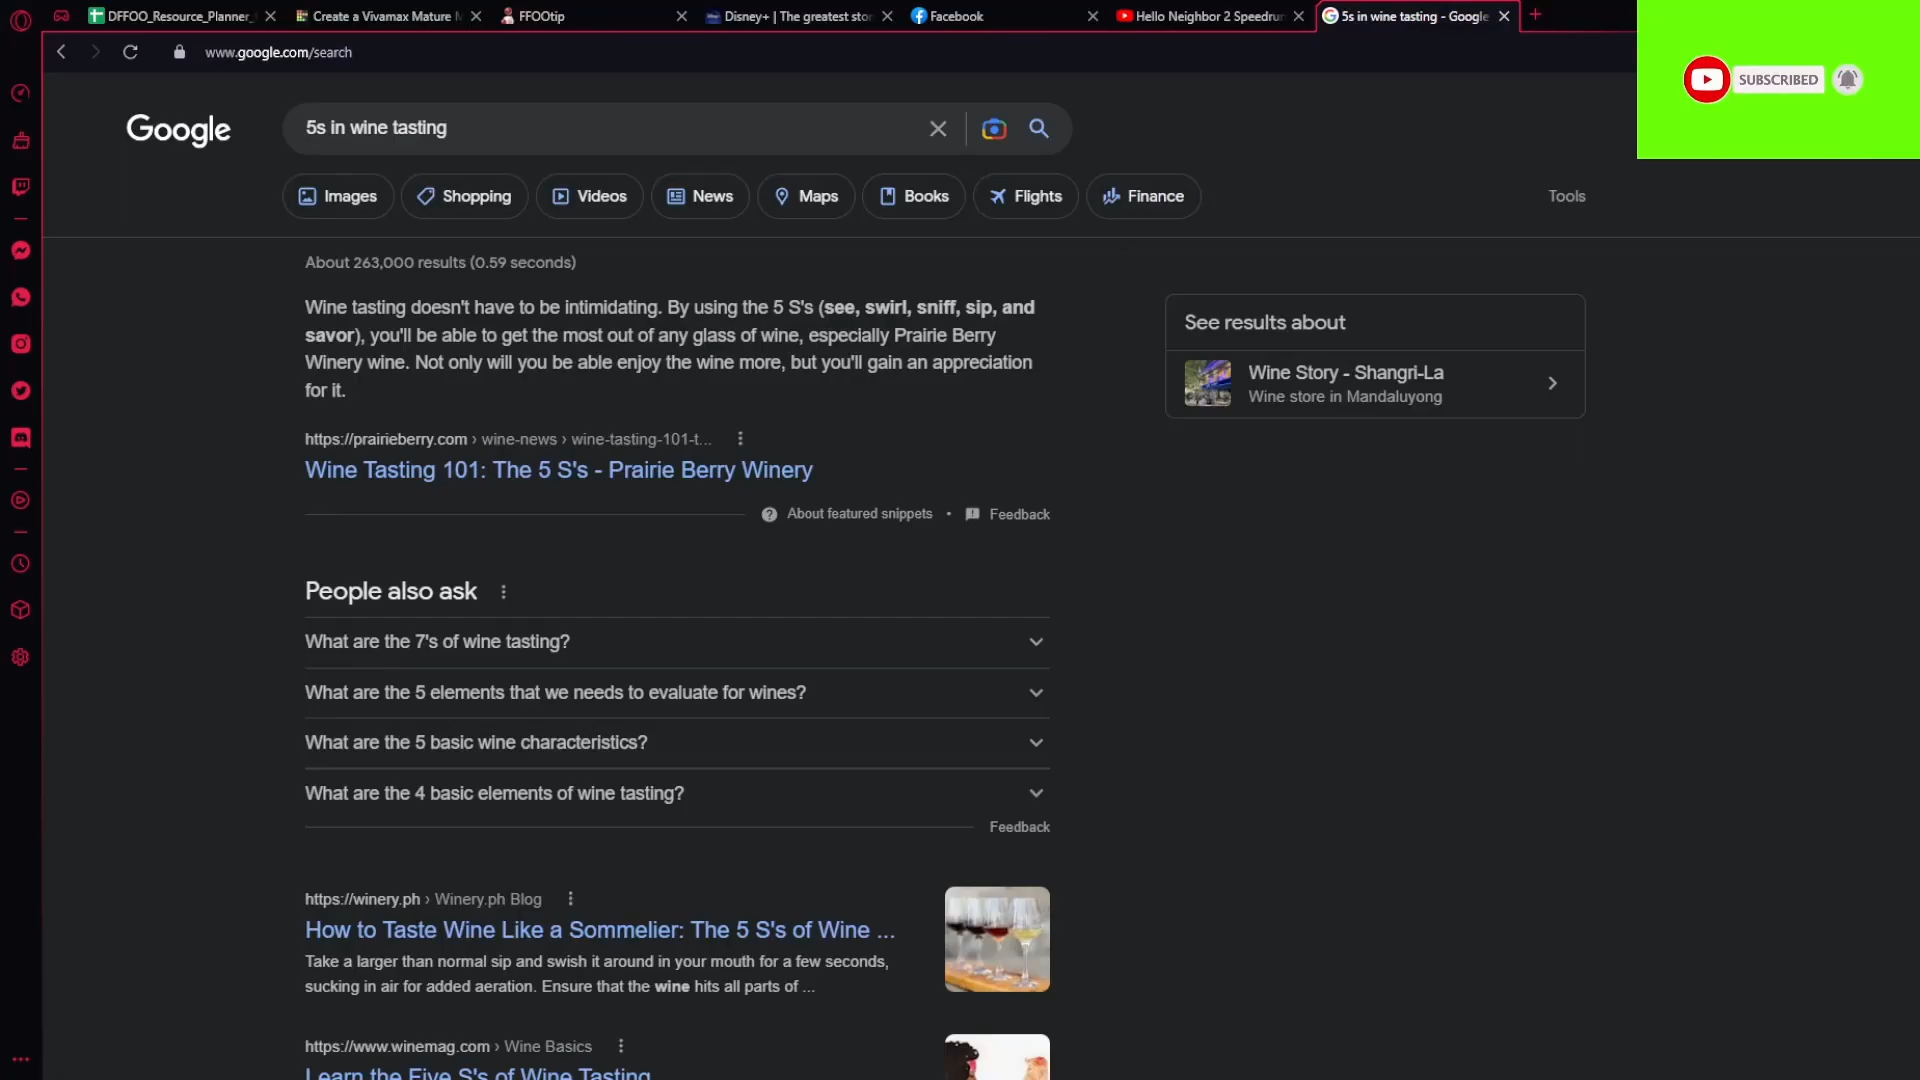 DFFOO_Resource_Planner_
Create a Vivamax Mature
FFOOtip
Disney+ | The greatest sto
Facebook
Hello Neighbor 2 Speedru
5s in wine tasting - Google
www.google.com/search
SUBSCRIBED
Google
5s in wine tasting
Images
Shopping
Videos
News
Maps
Books
Flights
Finance
Tools
About 263,000 results (0.59 seconds)
Wine tasting doesn't have to be intimidating. By using the 5 S's (see, swirl, sniff, sip, and
savor), you'll be able to get the most out of any glass of wine, especially Prairie Berry
Winery wine. Not only will you be able enjoy the wine more, but you'll gain an appreciation
for it.
https://prairieberry.com › wine-news › wine-tasting-101-t...
Wine Tasting 101: The 5 S's - Prairie Berry Winery
About featured snippets • Feedback
See results about
Wine Story - Shangri-La
Wine store in Mandaluyong
People also ask
What are the 7's of wine tasting?
What are the 5 elements that we needs to evaluate for wines?
What are the 5 basic wine characteristics?
What are the 4 basic elements of wine tasting?
Feedback
https://winery.ph › Winery.ph Blog
How to Taste Wine Like a Sommelier: The 5 S's of Wine ...
Take a larger than normal sip and swish it around in your mouth for a few seconds,
sucking in air for added aeration. Ensure that the wine hits all parts of ...
https://www.winemag.com › Wine Basics
Learn the Five S's of Wine Tasting